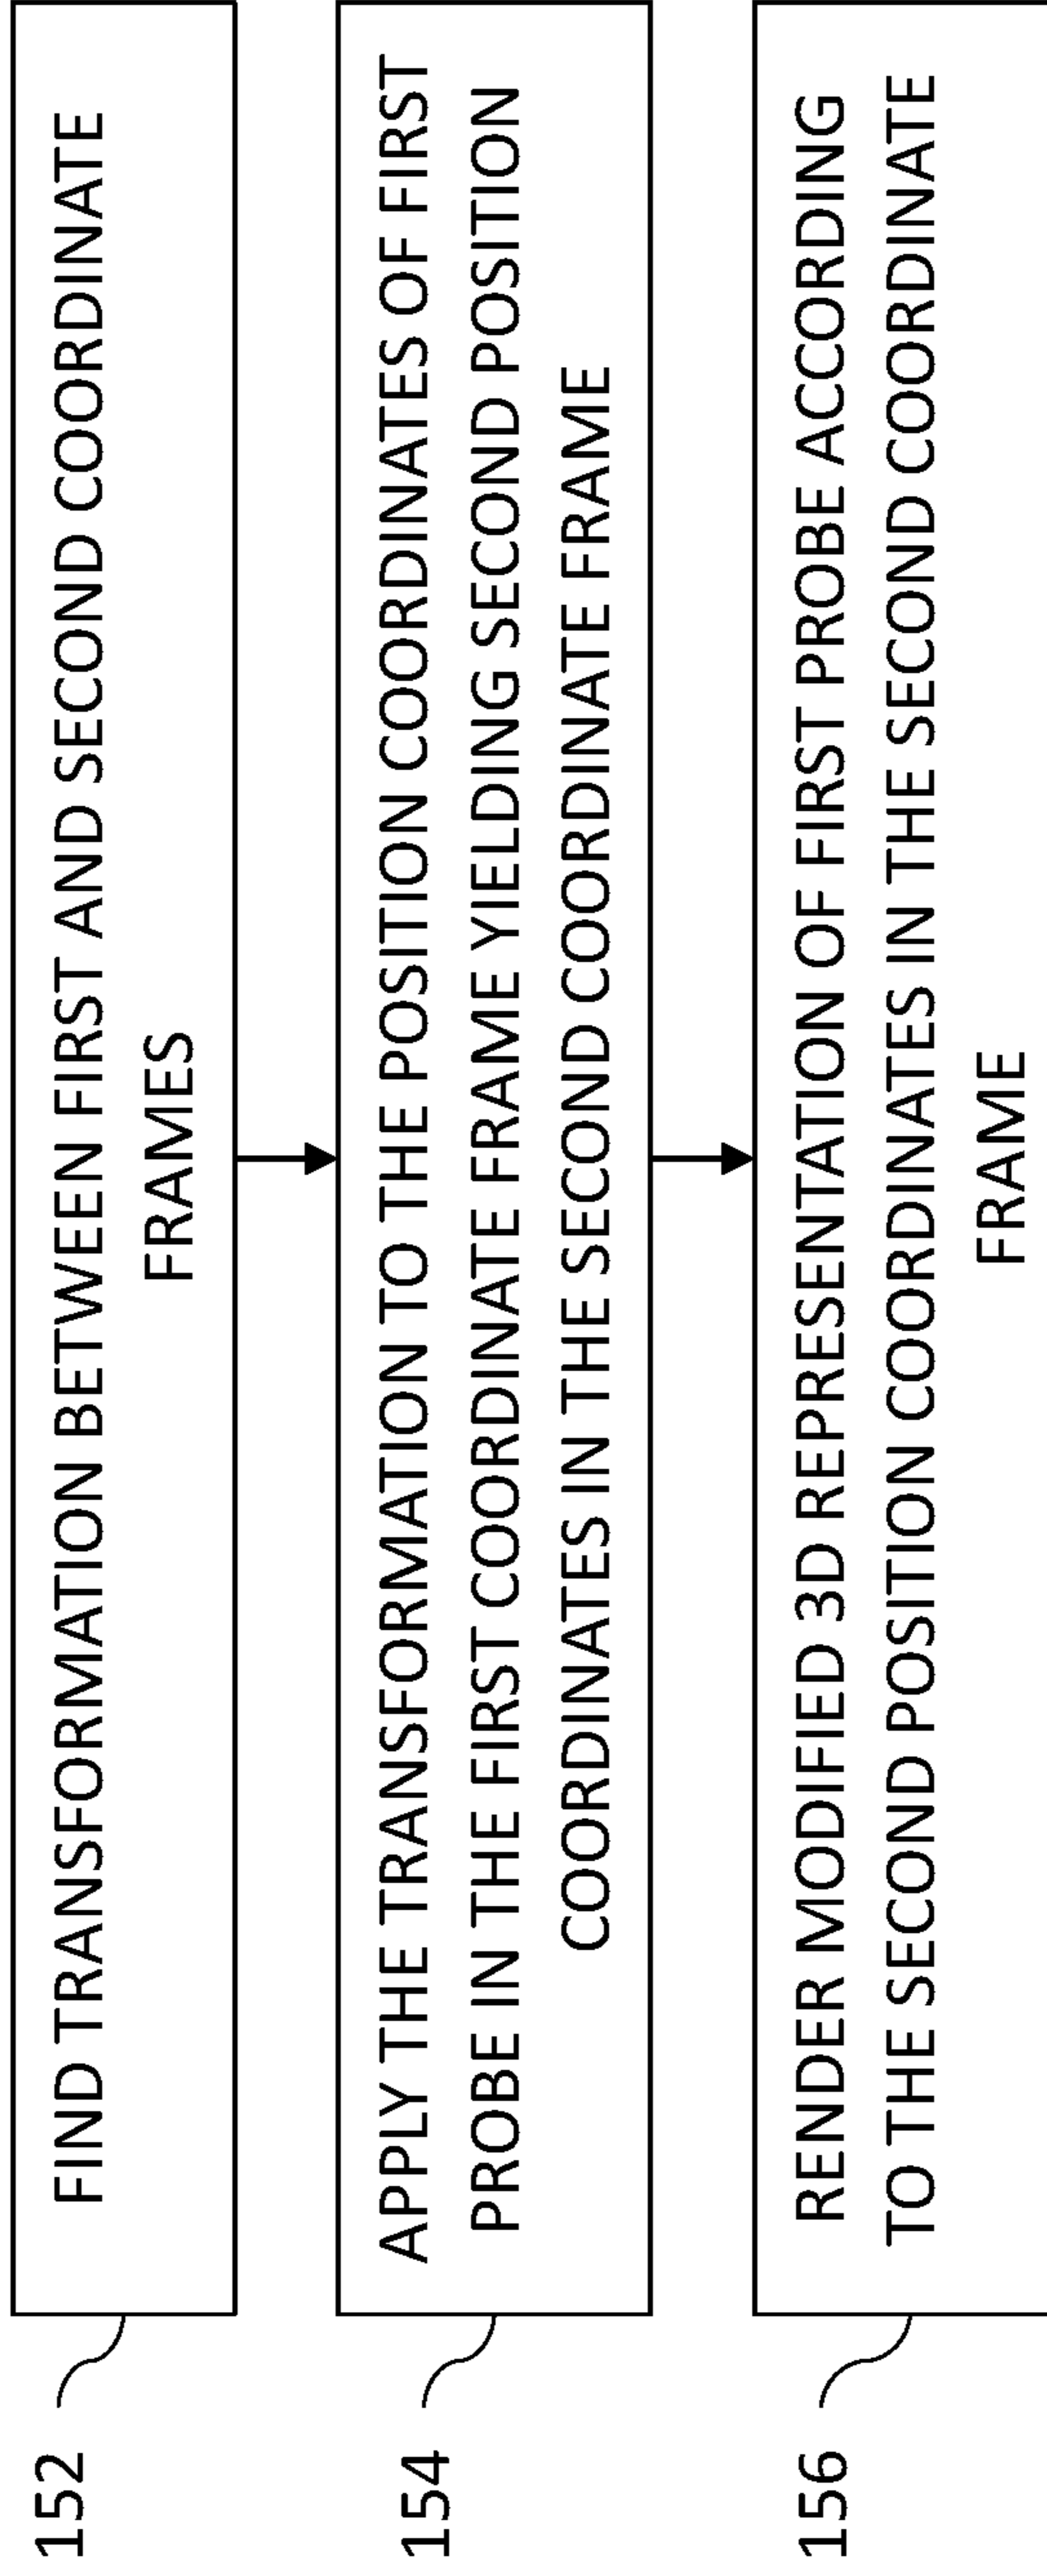 152
FIND TRANSFORMATION BETWEEN FIRST AND SECOND COORDINATE
FRAMES
154
APPLY THE TRANSFORMATION TO THE POSITION COORDINATES OF FIRST
PROBE IN THE FIRST COORDINATE FRAME YIELDING SECOND POSITION
COORDINATES IN THE SECOND COORDINATE FRAME
156
RENDER MODIFIED 3D REPRESENTATION OF FIRST PROBE ACCORDING
TO THE SECOND POSITION COORDINATES IN THE SECOND COORDINATE
FRAME